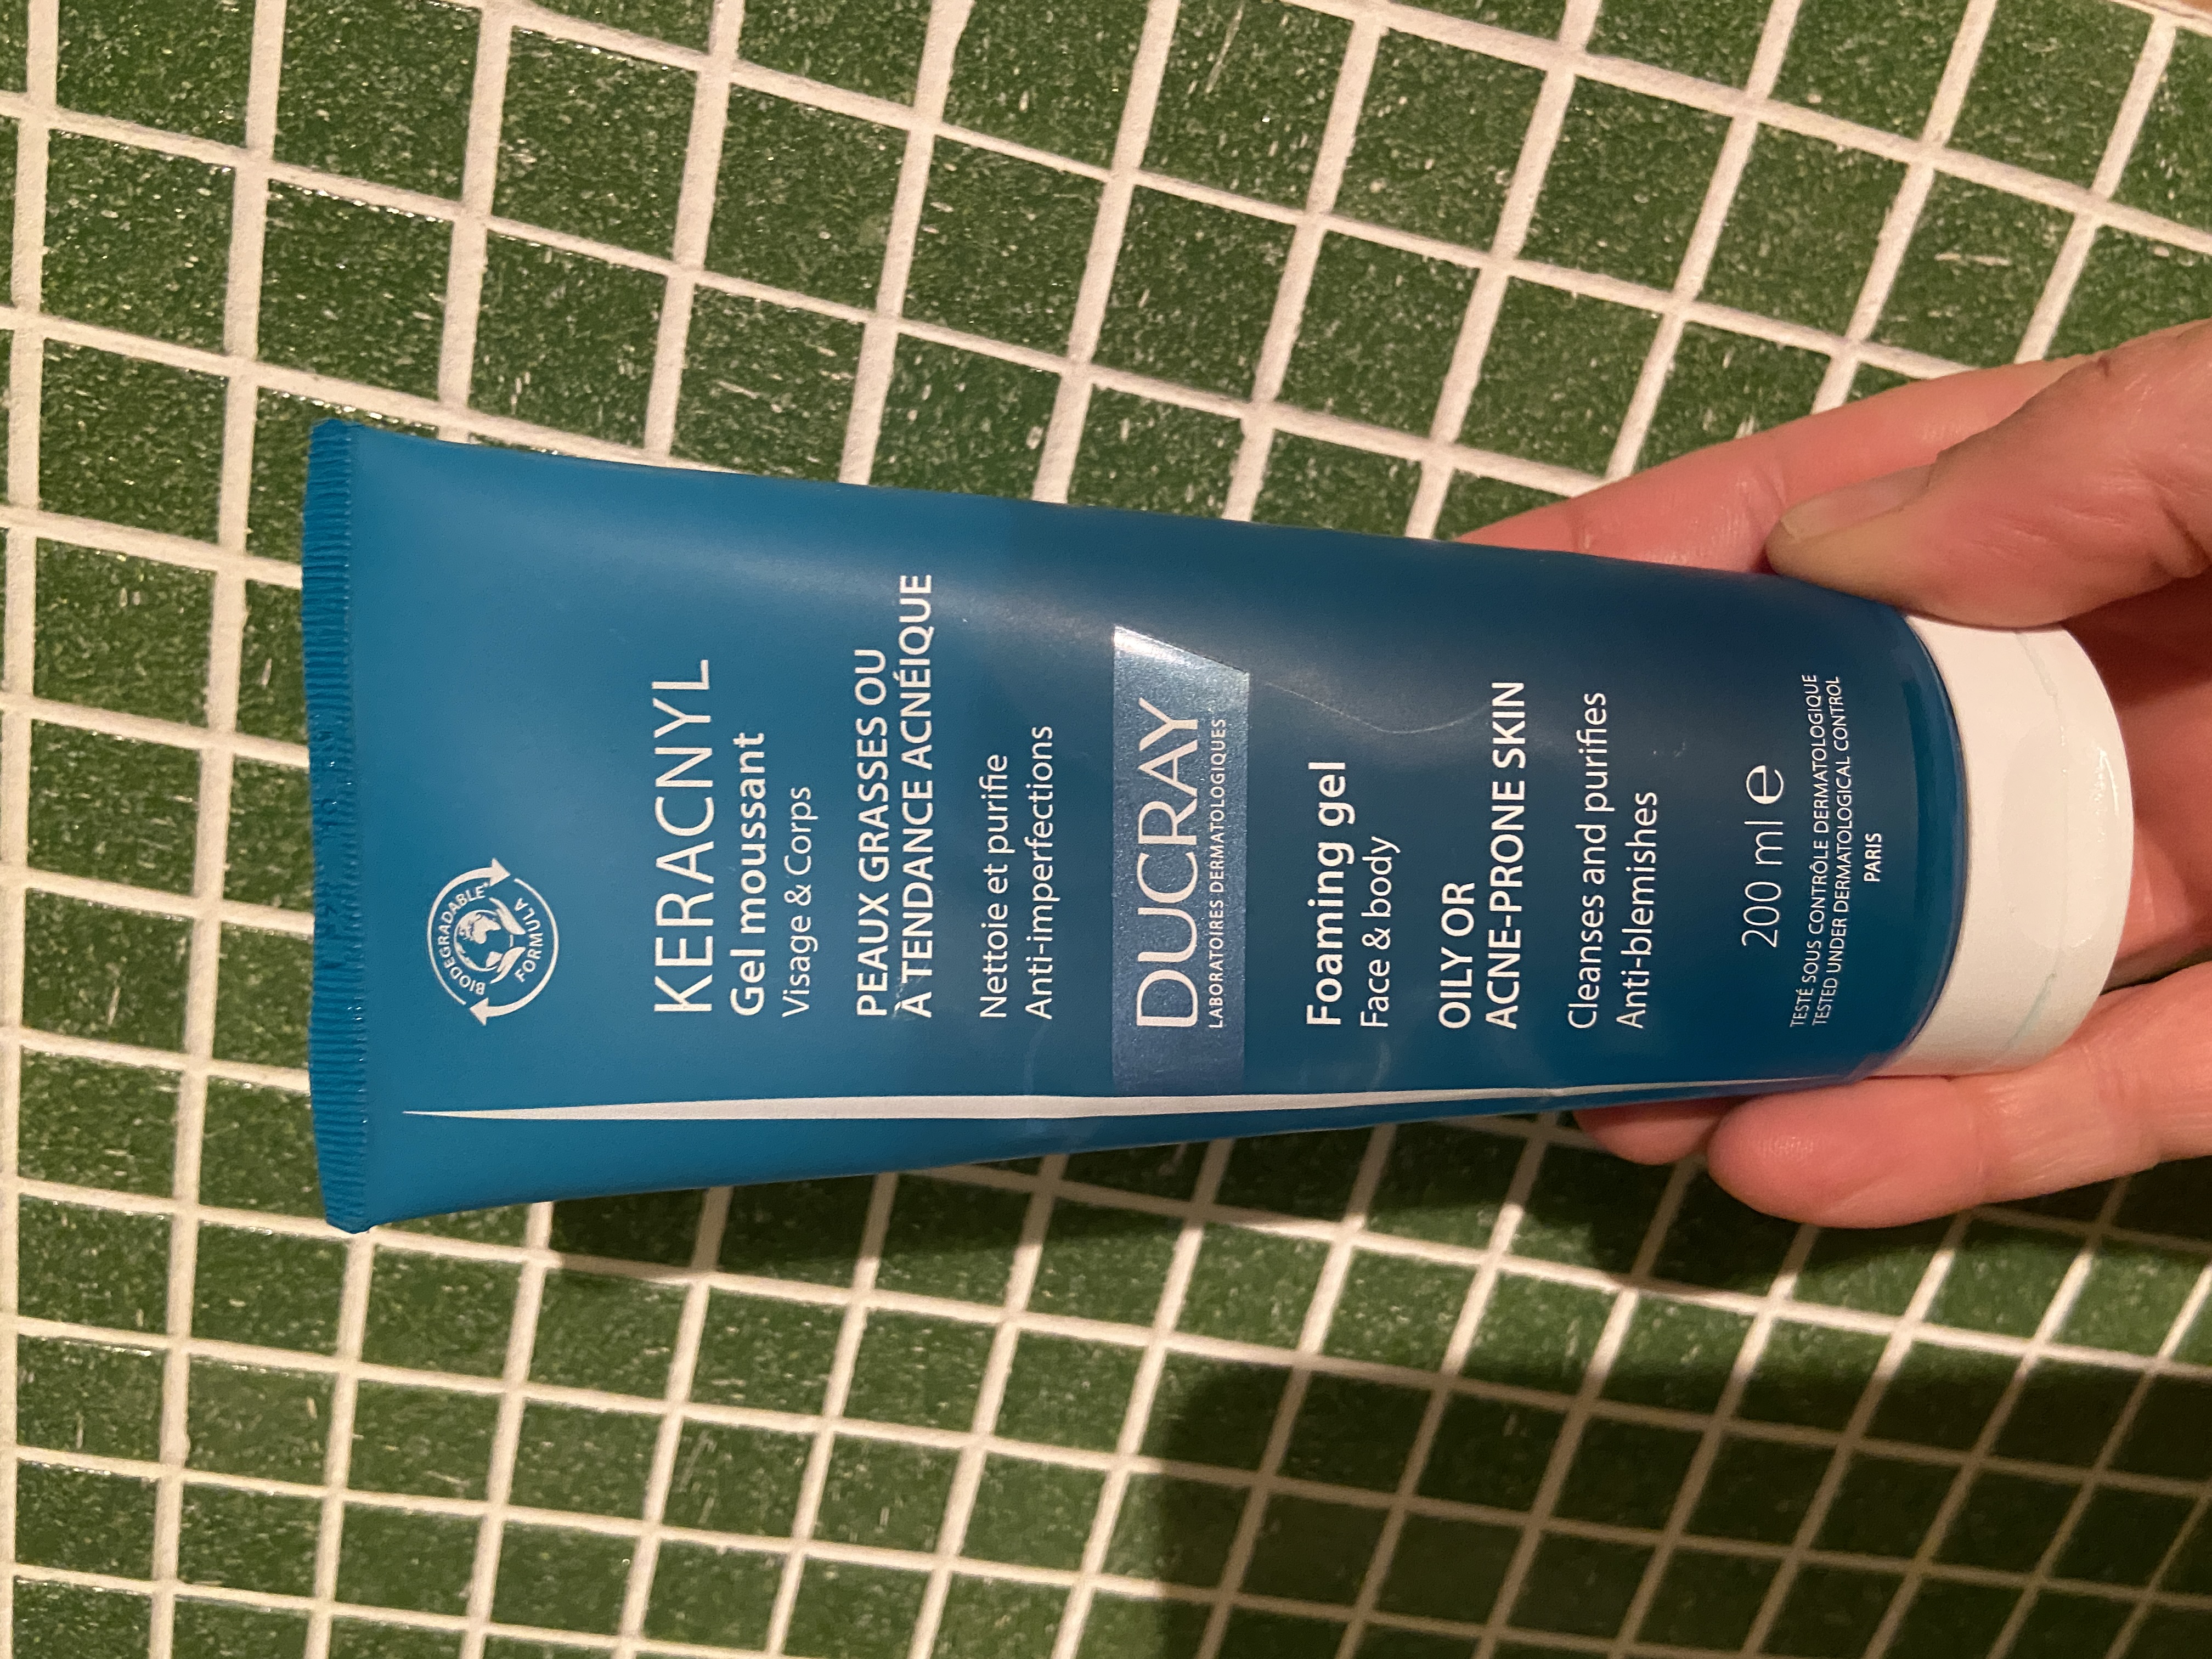 BIODEGRADABLE*
FORMULA
KERACNYL
Gel moussant
Visage & Corps
PEAUX GRASSES OU
À TENDANCE ACNÉIQUE
Nettoie et purifie
Anti-imperfections
DUCRAY
LABORATOIRES DERMATOLOGIQUES
Foaming gel
Face & body
OILY OR
ACNE-PRONE SKIN
Cleanses and purifies
Anti-blemishes
200 ml e
TESTÉ SOUS CONTRÔLE DERMATOLOGIQUE
TESTED UNDER DERMATOLOGICAL CONTROL
PARIS